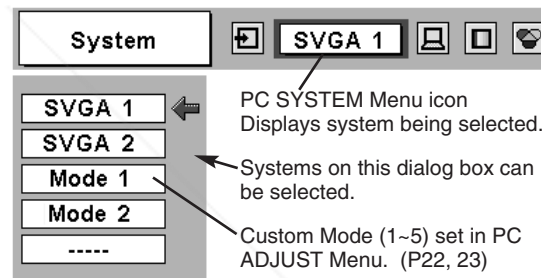 System
SVGA 1
SVGA 1
SVGA 2
Mode 1
Mode 2
-----
PC SYSTEM Menu icon
Displays system being selected.
Systems on this dialog box can
be selected.
Custom Mode (1~5) set in PC
ADJUST Menu. (P22, 23)